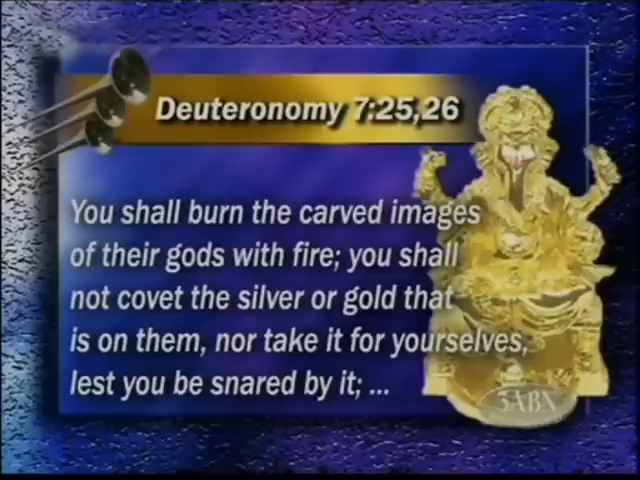 Deuteronomy 7:25,26
You shall burn the carved images
of their gods with fire; you shall
not covet the silver or gold that
is on them, nor take it for yourselves,
lest you be snared by it; ...
3ABN